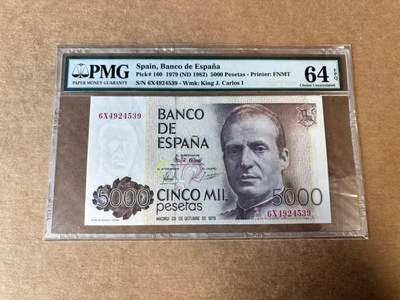 PMG
PAPER MONEY GUARANTY
Spain, Banco de España
Pick# 160 1979 (ND 1982) 5000 Pesetas - Printer: FNMT
S/N 6X4924539 - Wmk: King J. Carlos I
64 EPQ
Choice Uncirculated
6X4924539
BANCO
DE
ESPAÑA
CINCO MIL
pesetas
5000
5000
6X4924539
MADRID 23 DE OCTUBRE DE 1979